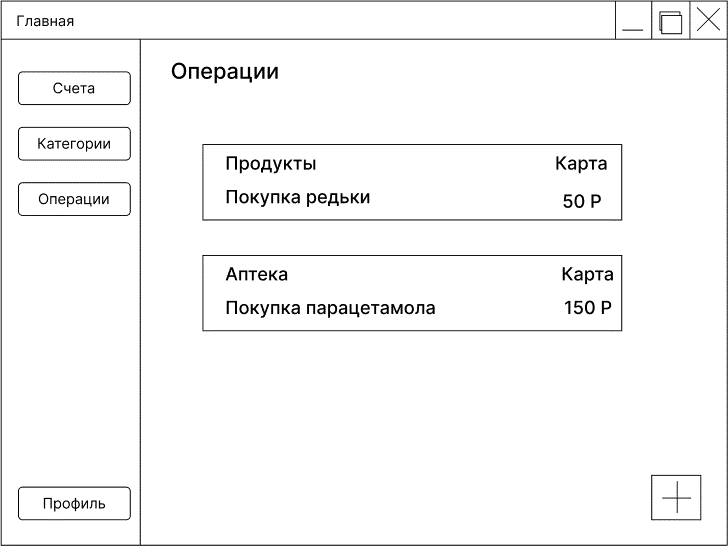 Главная
Счета
Категории
Операции
Профиль
Операции
Продукты Карта
Покупка редьки 50 Р
Аптека Карта
Покупка парацетамола 150 Р